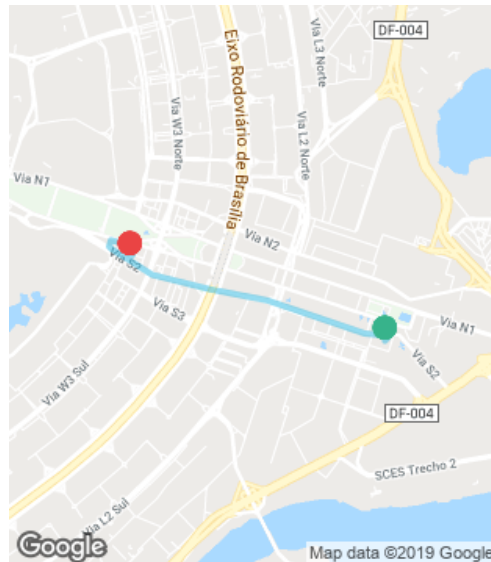 DF-004
Via L3 Norte
Eixo Rodoviário de Brasília
Via W3 Norte
Via L2 Norte
Via N1
Via N2
Via S2
Via S3
Via N1
Via S2
Via W3 Sul
DF-004
SCES Trecho 2
Via L2 Sul
Google
Map data ©2019 Google